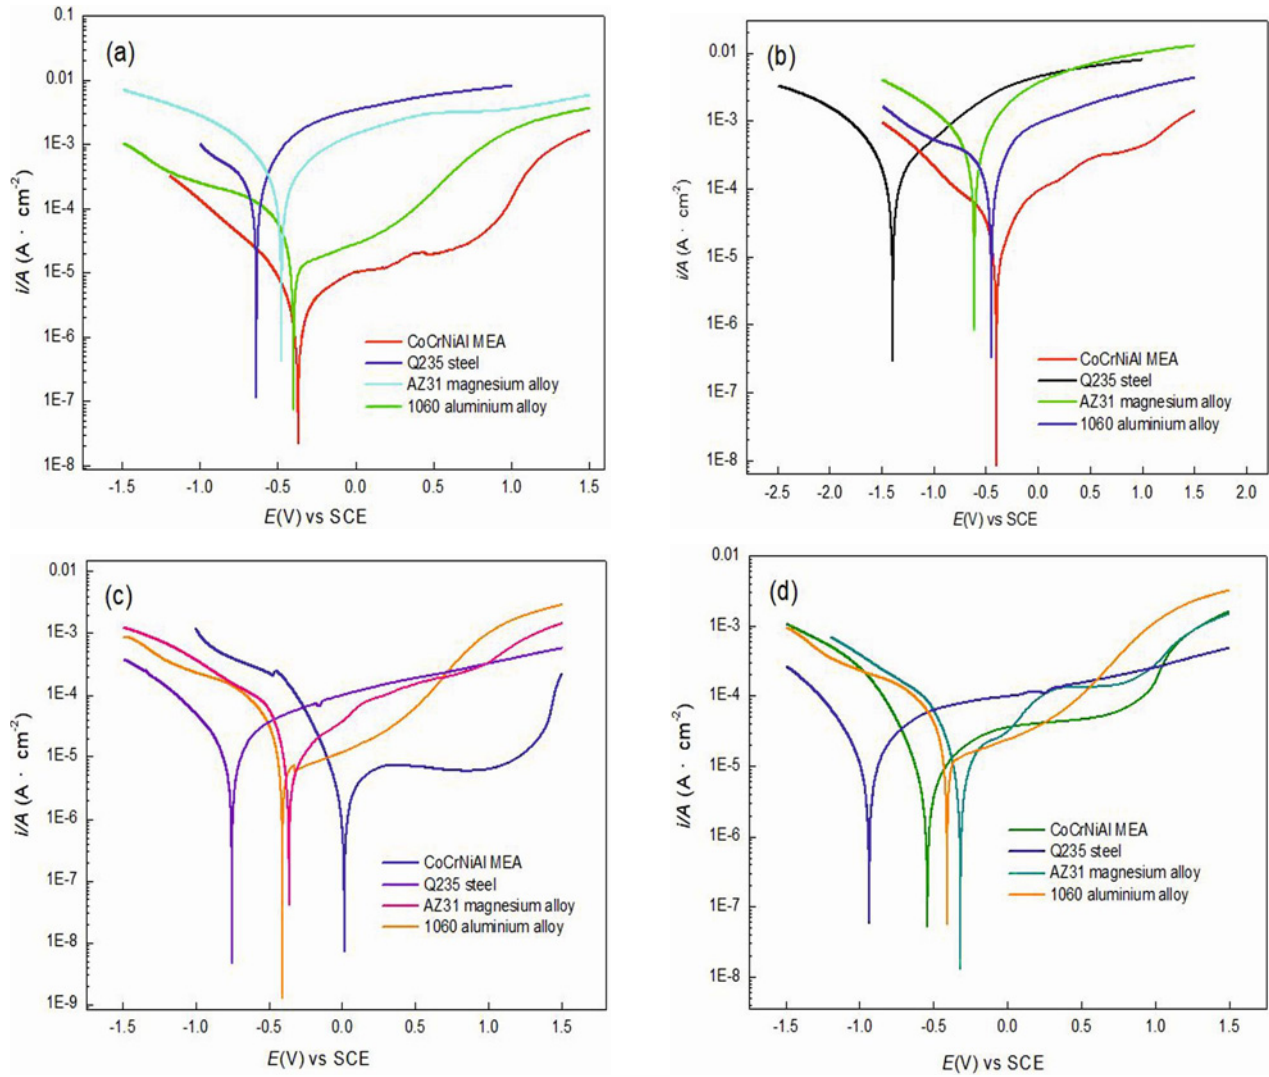 (a)
0.1
0.01
1E-3
1E-4
1E-5
1E-6
1E-7
1E-8
i/A (A · cm-2)
CoCrNiAl MEA
Q235 steel
AZ31 magnesium alloy
1060 aluminium alloy
-1.5 -1.0 -0.5 0.0 0.5 1.0 1.5
E(V) vs SCE
(b)
0.01
1E-3
1E-4
1E-5
1E-6
1E-7
1E-8
i/A (A · cm-2)
CoCrNiAl MEA
Q235 steel
AZ31 magnesium alloy
1060 aluminium alloy
-2.5 -2.0 -1.5 -1.0 -0.5 0.0 0.5 1.0 1.5 2.0
E(V) vs SCE
(c)
0.01
1E-3
1E-4
1E-5
1E-6
1E-7
1E-8
1E-9
i/A (A · cm-2)
CoCrNiAl MEA
Q235 steel
AZ31 magnesium alloy
1060 aluminium alloy
-1.5 -1.0 -0.5 0.0 0.5 1.0 1.5
E(V) vs SCE
(d)
0.01
1E-3
1E-4
1E-5
1E-6
1E-7
1E-8
i/A (A · cm-2)
CoCrNiAl MEA
Q235 steel
AZ31 magnesium alloy
1060 aluminium alloy
-1.5 -1.0 -0.5 0.0 0.5 1.0 1.5
E(V) vs SCE